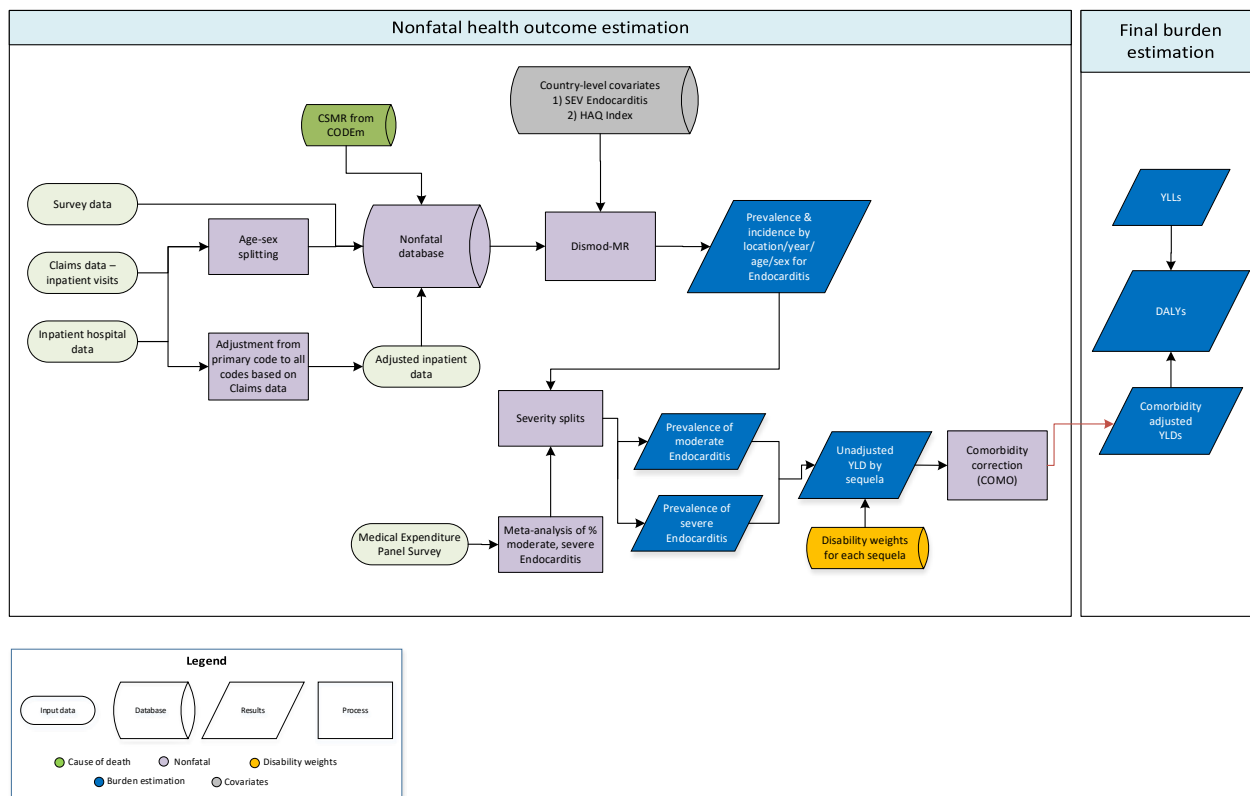 Nonfatal health outcome estimation
Final burden
estimation
Country-level covariates
1) SEV Endocarditis
2) HAQ Index
CSMR from
CODEm
Survey data
Age-sex
splitting
Nonfatal
database
Dismod-MR
Prevalence &
incidence by
location/year/
age/sex for
Endocarditis
YLLs
Claims data –
inpatient visits
DALYs
Inpatient hospital
data
Adjustment from
primary code to all
codes based on
Claims data
Adjusted inpatient
data
Severity splits
Prevalence of
moderate
Endocarditis
Unadjusted
YLD by
sequela
Comorbidity
correction
(COMO)
Comorbidity
adjusted
YLDs
Medical Expenditure
Panel Survey
Meta-analysis of %
moderate, severe
Endocarditis
Prevalence of
severe
Endocarditis
Disability weights
for each sequela
Legend
Input data
Database
Results
Process
Cause of death
Nonfatal
Disability weights
Burden estimation
Covariates